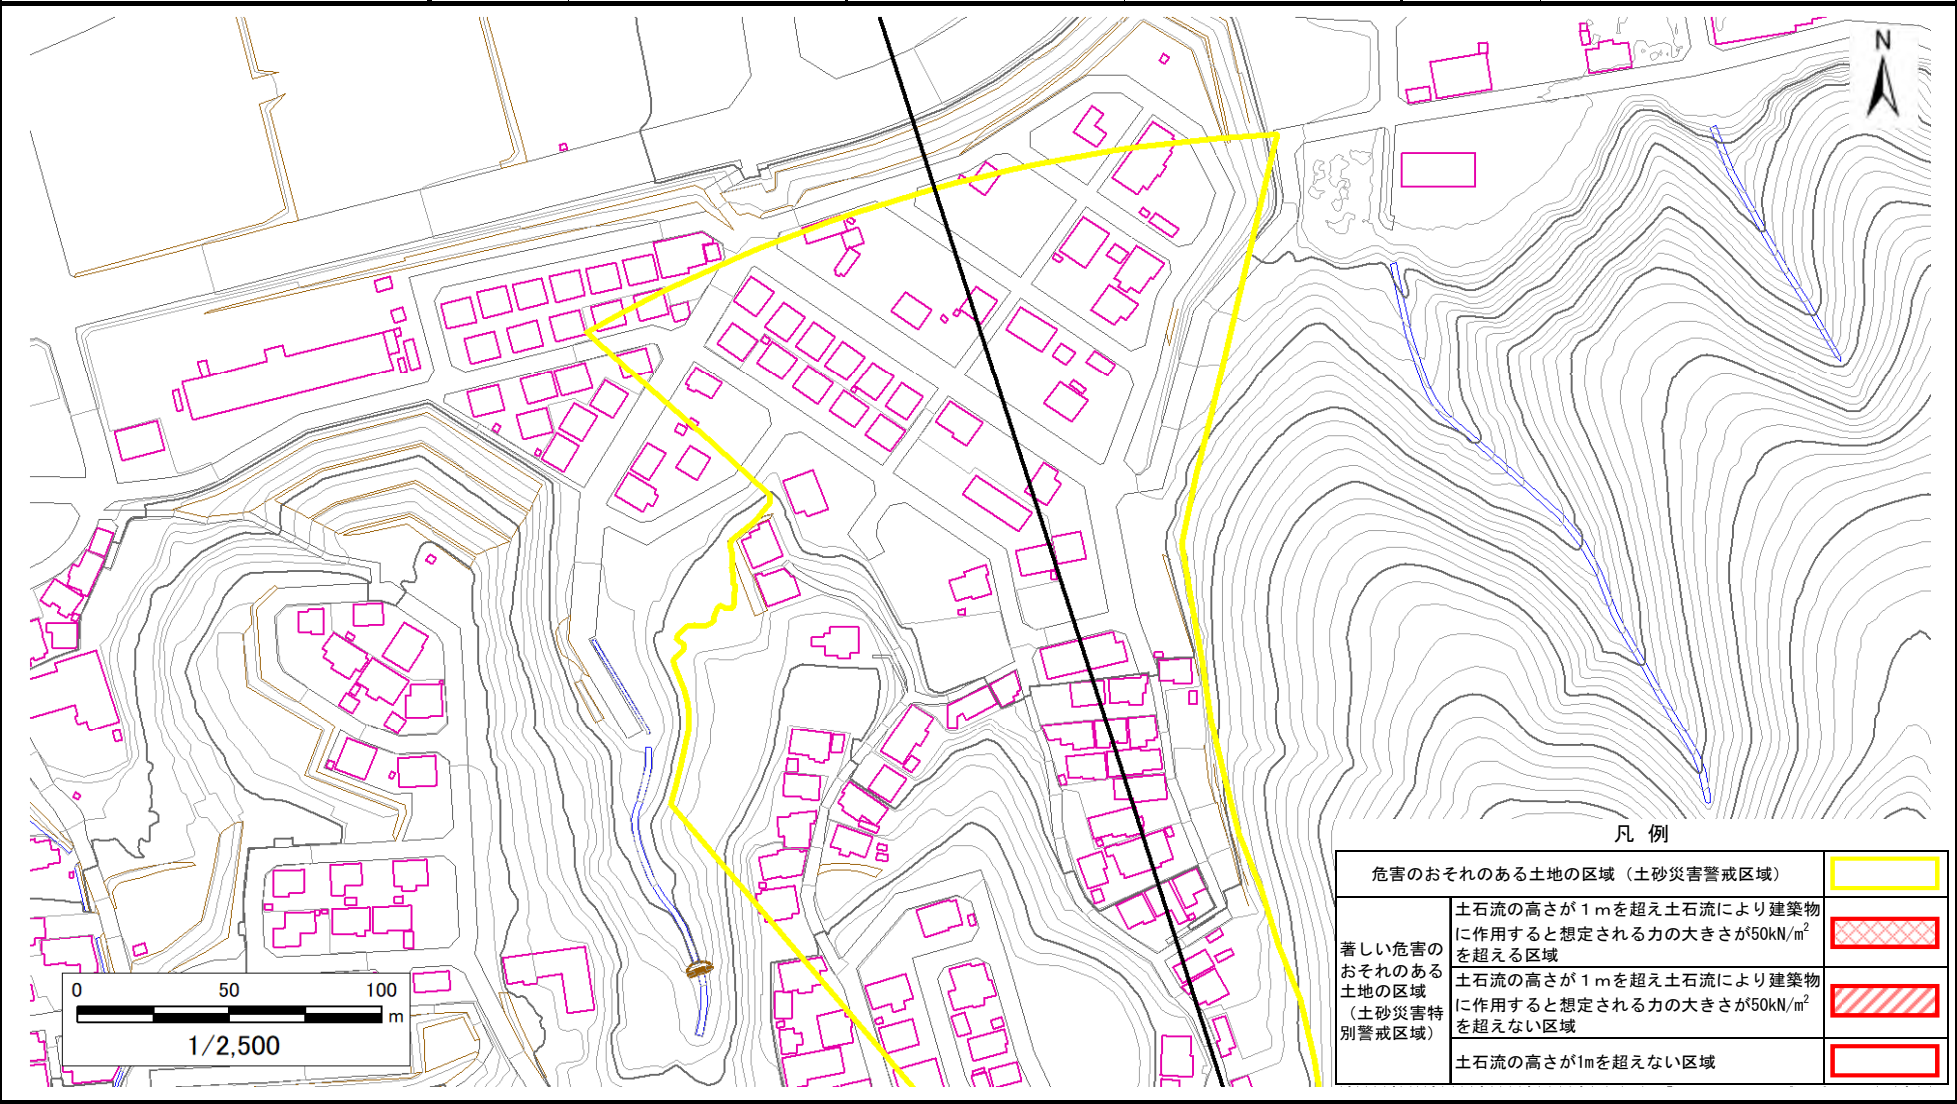 N
凡 例
危害のおそれのある土地の区域（土砂災害警戒区域）
著しい危害の
おそれのある
土地の区域
（土砂災害特
別警戒区域）
土石流の高さが１ｍを超え土石流により建築物
に作用すると想定される力の大きさが50kN/m²
を超える区域
土石流の高さが１ｍを超え土石流により建築物
に作用すると想定される力の大きさが50kN/m²
を超えない区域
土石流の高さが1mを超えない区域
0 50 100
m
1/2,500